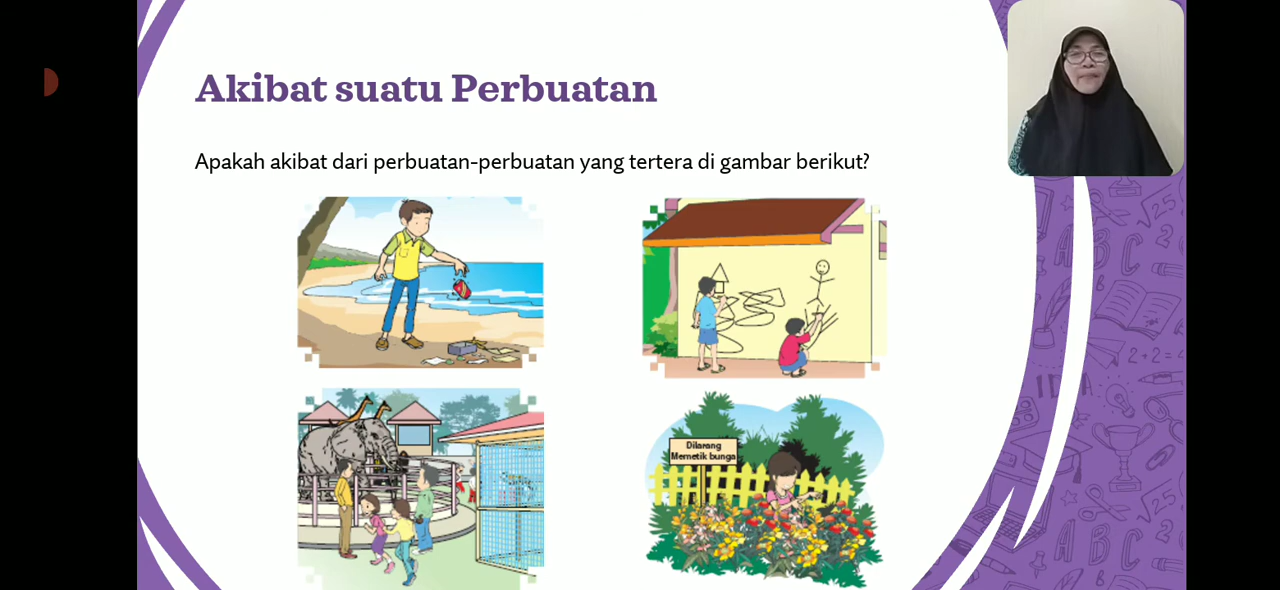 Akibat suatu Perbuatan
Apakah akibat dari perbuatan-perbuatan yang tertera di gambar berikut?
Dilarang
Memetik bunga